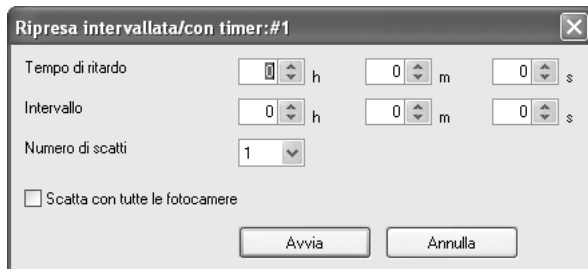 Ripresa intervallata/con timer:#1
Tempo di ritardo 0 h 0 m 0 s
Intervallo 0 h 0 m 0 s
Numero di scatti 1
Scatta con tutte le fotocamere
Avvia Annulla